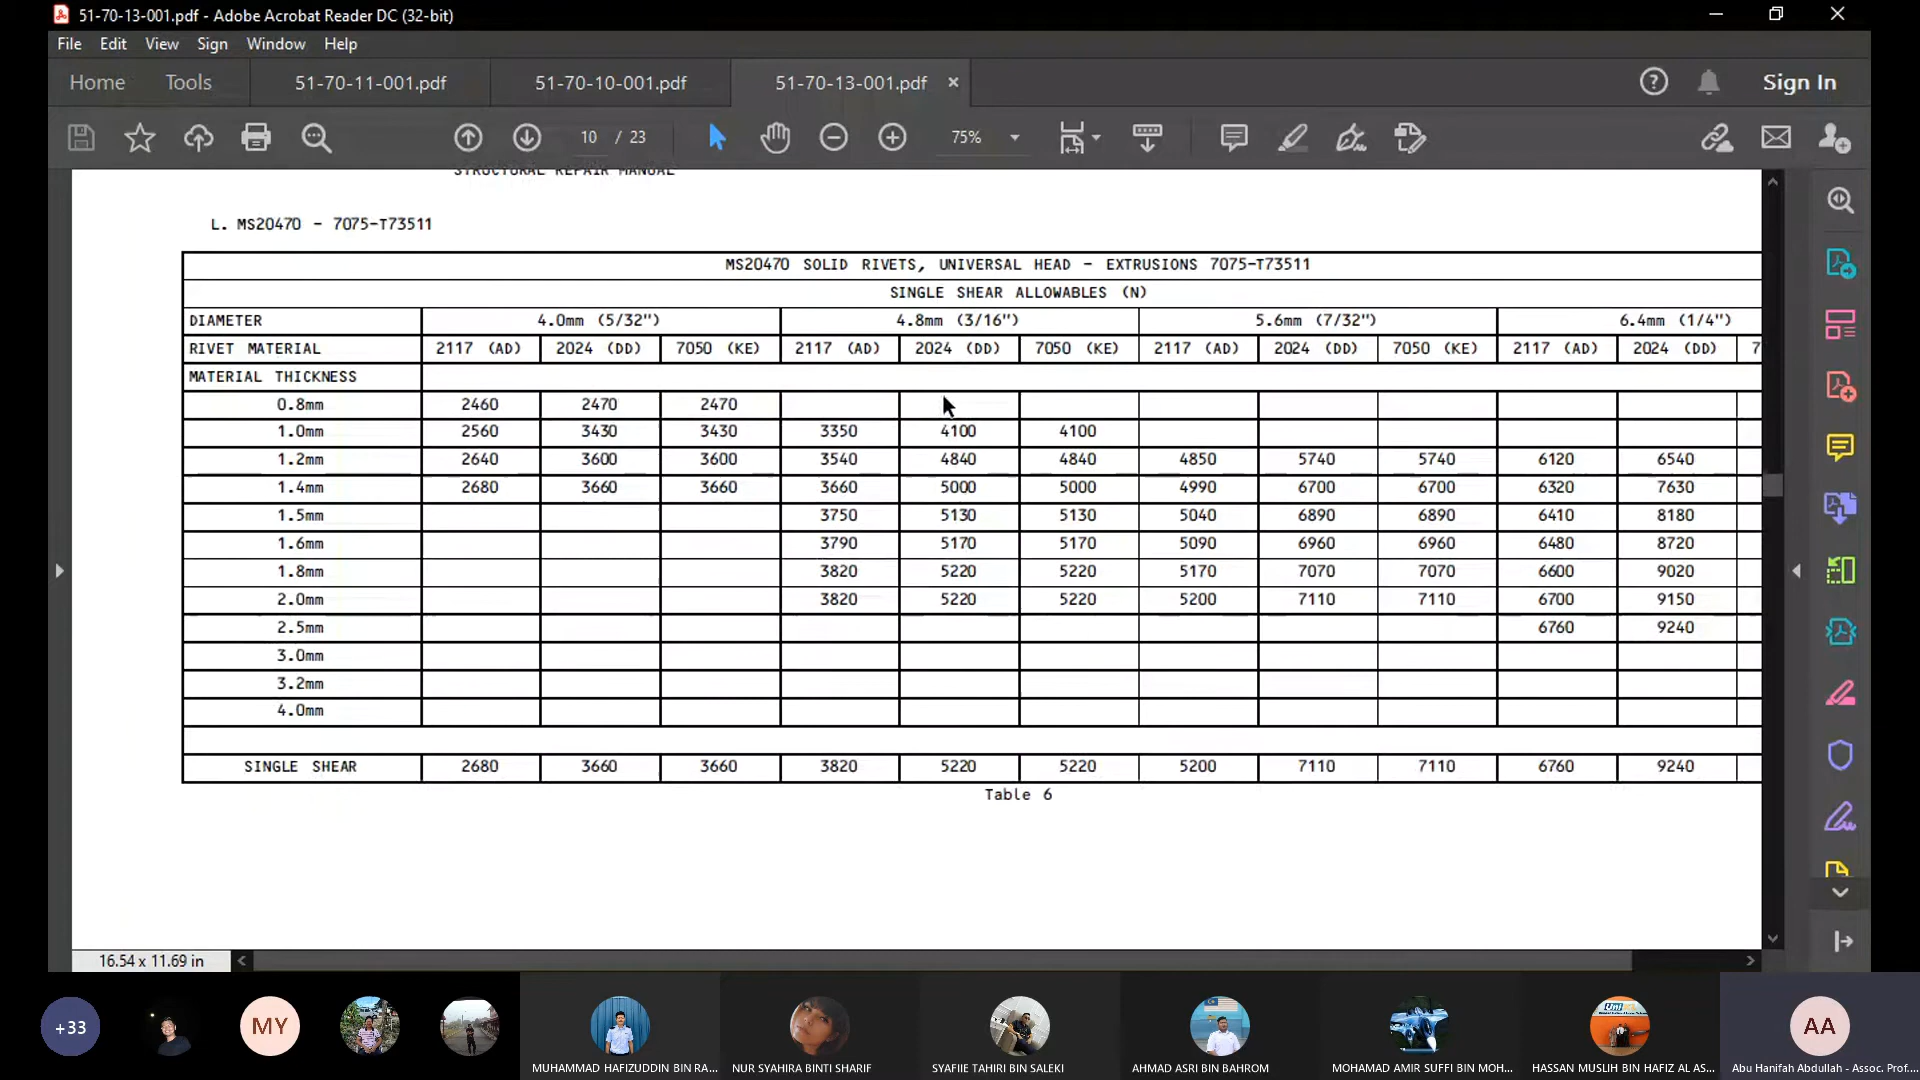 51-70-13-001.pdf - Adobe Acrobat Reader DC (32-bit)
File Edit View Sign Window Help
Home Tools 51-70-11-001.pdf 51-70-10-001.pdf 51-70-13-001.pdf Sign In
10 / 23 75%
STRUCTURAL REPAIR MANUAL
L. MS20470 - 7075-T73511
MS20470 SOLID RIVETS, UNIVERSAL HEAD - EXTRUSIONS 7075-T73511
SINGLE SHEAR ALLOWABLES (N)
DIAMETER 4.0mm (5/32") 4.8mm (3/16") 5.6mm (7/32") 6.4mm (1/4")
RIVET MATERIAL 2117 (AD) 2024 (DD) 7050 (KE) 2117 (AD) 2024 (DD) 7050 (KE) 2117 (AD) 2024 (DD) 7050 (KE) 2117 (AD) 2024 (DD) 7
MATERIAL THICKNESS
0.8mm 2460 2470 2470
1.0mm 2560 3430 3430 3350 4100 4100
1.2mm 2640 3600 3600 3540 4840 4840 4850 5740 5740 6120 6540
1.4mm 2680 3660 3660 3660 5000 5000 4990 6700 6700 6320 7630
1.5mm 3750 5130 5130 5040 6890 6890 6410 8180
1.6mm 3790 5170 5170 5090 6960 6960 6480 8720
1.8mm 3820 5220 5220 5170 7070 7070 6600 9020
2.0mm 3820 5220 5220 5200 7110 7110 6700 9150
2.5mm 6760 9240
3.0mm
3.2mm
4.0mm
SINGLE SHEAR 2680 3660 3660 3820 5220 5220 5200 7110 7110 6760 9240
Table 6
16.54 x 11.69 in
+33 MY AA
MUHAMMAD HAFIZUDDIN BIN RA... NUR SYAHIRA BINTI SHARIF SYAFIIE TAHIRI BIN SALEKI AHMAD ASRI BIN BAHROM MOHAMAD AMIR SUFFI BIN MOH... HASSAN MUSLIH BIN HAFIZ AL AS... Abu Hanifah Abdullah - Assoc. Prof....